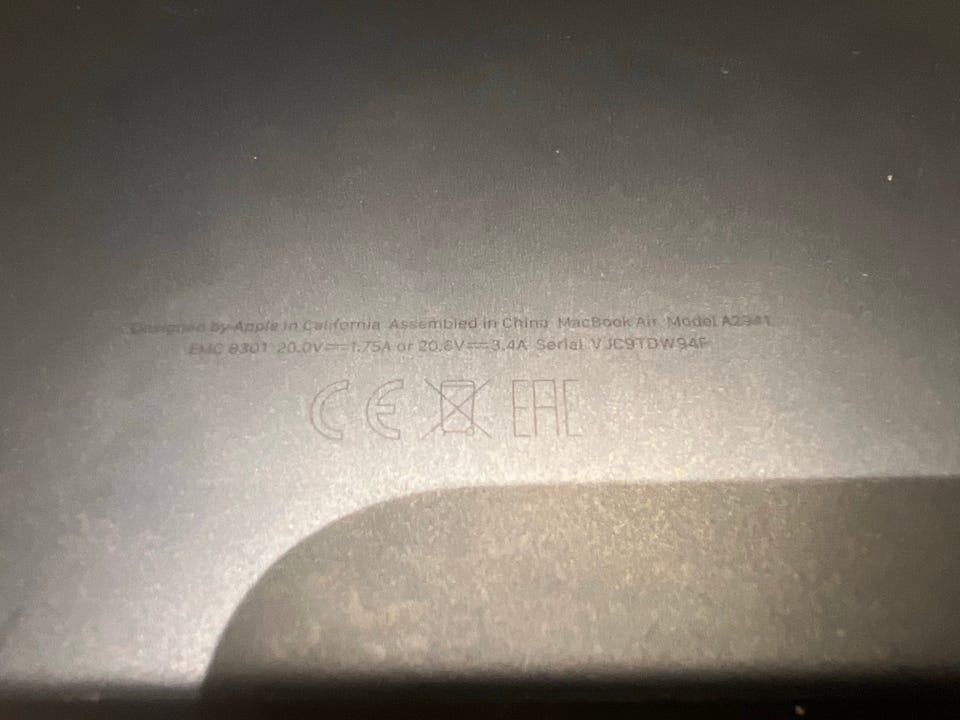 Designed by Apple in California Assembled in China MacBook Air Model A2941
EMC 8301 20.0V⎓1.75A or 20.6V⎓3.4A Serial VJC9TDW94F
CE EAC